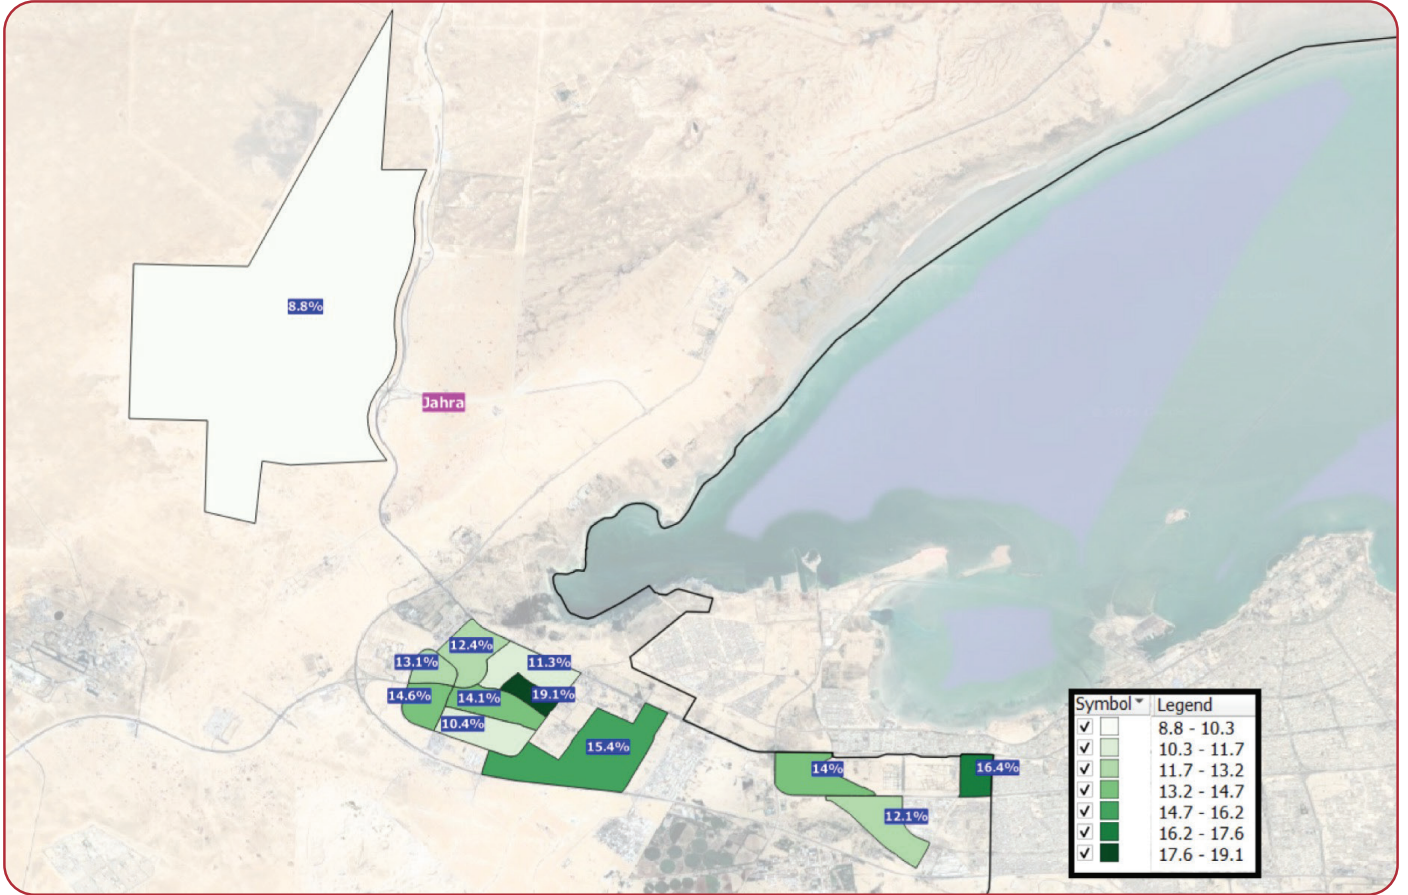 8.8%
Jahra
12.4%
13.1%
11.3%
14.6%
14.1%
19.1%
10.4%
15.4%
14%
16.4%
12.1%
Symbol Legend
8.8 - 10.3
10.3 - 11.7
11.7 - 13.2
13.2 - 14.7
14.7 - 16.2
16.2 - 17.6
17.6 - 19.1